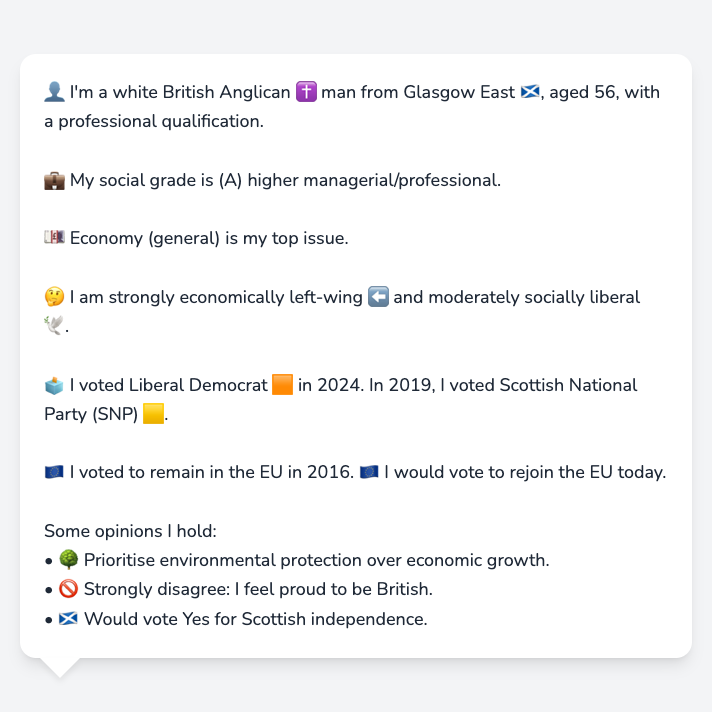 👤 I'm a white British Anglican ✝️ man from Glasgow East 🏴󠁧󠁢󠁳󠁣󠁴󠁿, aged 56, with
a professional qualification.
💼 My social grade is (A) higher managerial/professional.
💷 Economy (general) is my top issue.
🤔 I am strongly economically left-wing ⬅️ and moderately socially liberal
🕊️.
🗳️ I voted Liberal Democrat 🟧 in 2024. In 2019, I voted Scottish National
Party (SNP) 🟨.
🇪🇺 I voted to remain in the EU in 2016. 🇪🇺 I would vote to rejoin the EU today.
Some opinions I hold:
• 🌳 Prioritise environmental protection over economic growth.
• 🚫 Strongly disagree: I feel proud to be British.
• 🏴󠁧󠁢󠁳󠁣󠁴󠁿 Would vote Yes for Scottish independence.